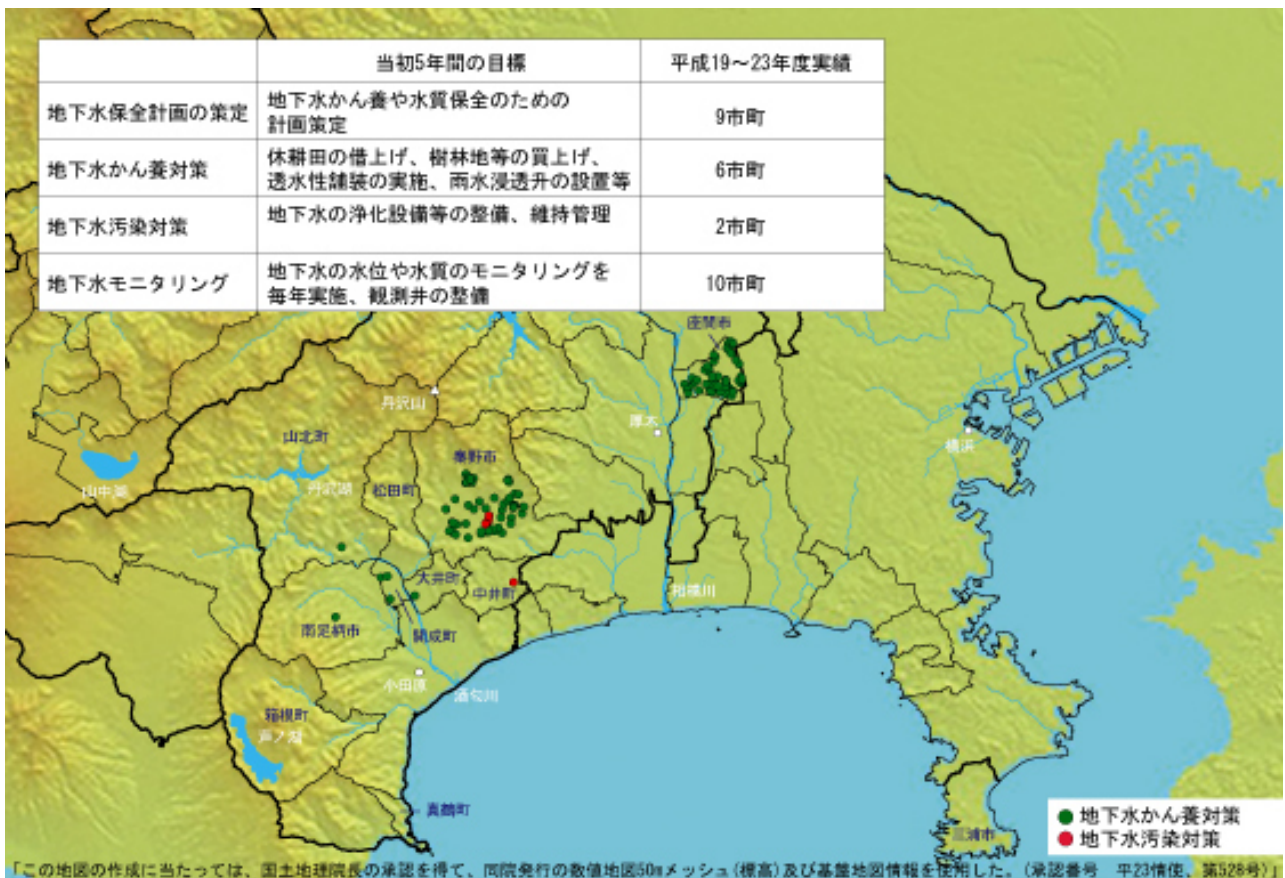 当初5年間の目標
平成19～23年度実績
地下水保全計画の策定
地下水かん養や水質保全のための
計画策定
9市町
地下水かん養対策
休耕田の借上げ、樹林地等の買上げ、
透水性舗装の実施、雨水浸透升の設置等
6市町
地下水汚染対策
地下水の浄化設備等の整備、維持管理
2市町
地下水モニタリング
地下水の水位や水質のモニタリングを
毎年実施、観測井の整備
10市町
座間市
丹沢山
厚木
横浜
山北町
秦野市
山中湖
丹沢湖
松田町
大井町
中井町
相模川
南足柄市
開成町
小田原
酒匂川
箱根町
芦ノ湖
真鶴町
三浦市
地下水かん養対策
地下水汚染対策
「この地図の作成に当たっては、国土地理院長の承認を得て、同院発行の数値地図50mメッシュ(標高)及び基盤地図情報を使用した。(承認番号 平23情使、第528号)」